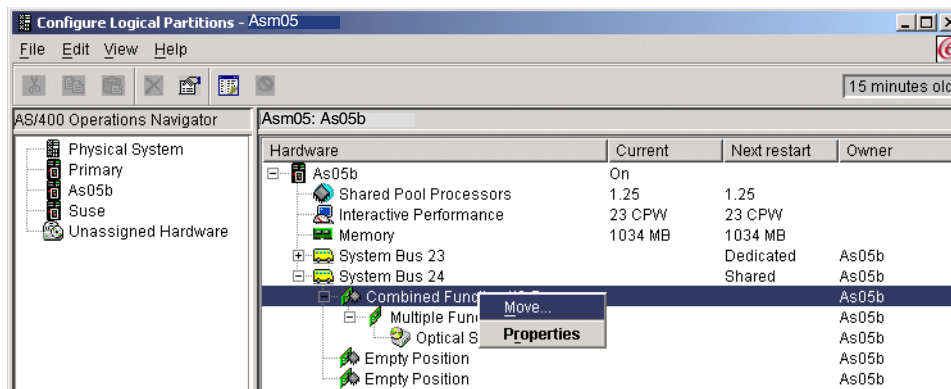 Configure Logical Partitions - Asm05
File Edit View Help
15 minutes old
AS/400 Operations Navigator
Asm05: As05b
Physical System
Primary
As05b
Suse
Unassigned Hardware
Hardware Current Next restart Owner
As05b On
Shared Pool Processors 1.25 1.25
Interactive Performance 23 CPW 23 CPW
Memory 1034 MB 1034 MB
System Bus 23 Dedicated As05b
System Bus 24 Shared As05b
Combined As05b
Move...
Multiple As05b
Properties
Optical As05b
Empty Position As05b
Empty Position As05b